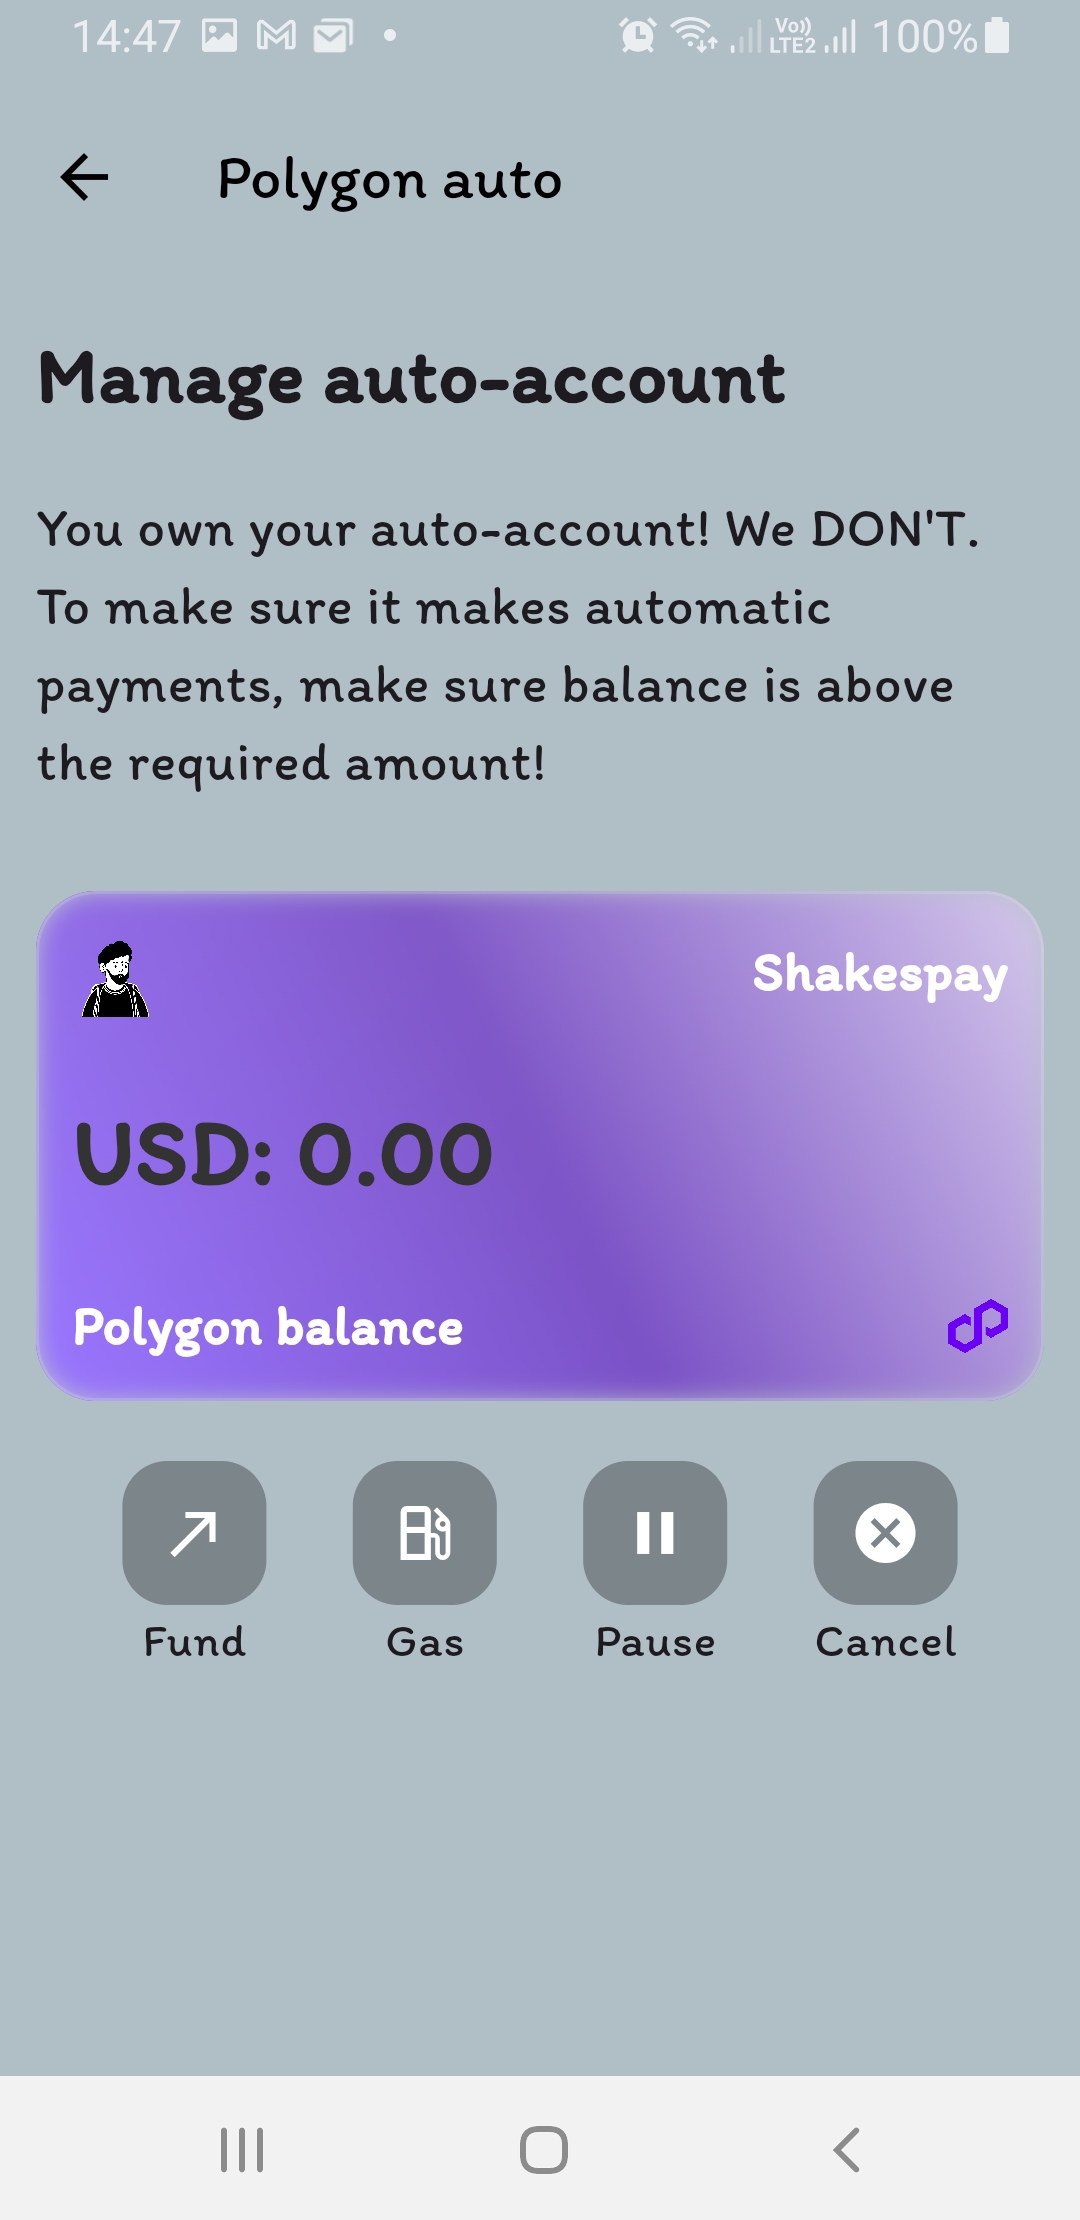 14:47
Vo)) LTE2 100%
Polygon auto
Manage auto-account
You own your auto-account! We DON'T.
To make sure it makes automatic
payments, make sure balance is above
the required amount!
Shakespay
USD: 0.00
Polygon balance
Fund Gas Pause Cancel